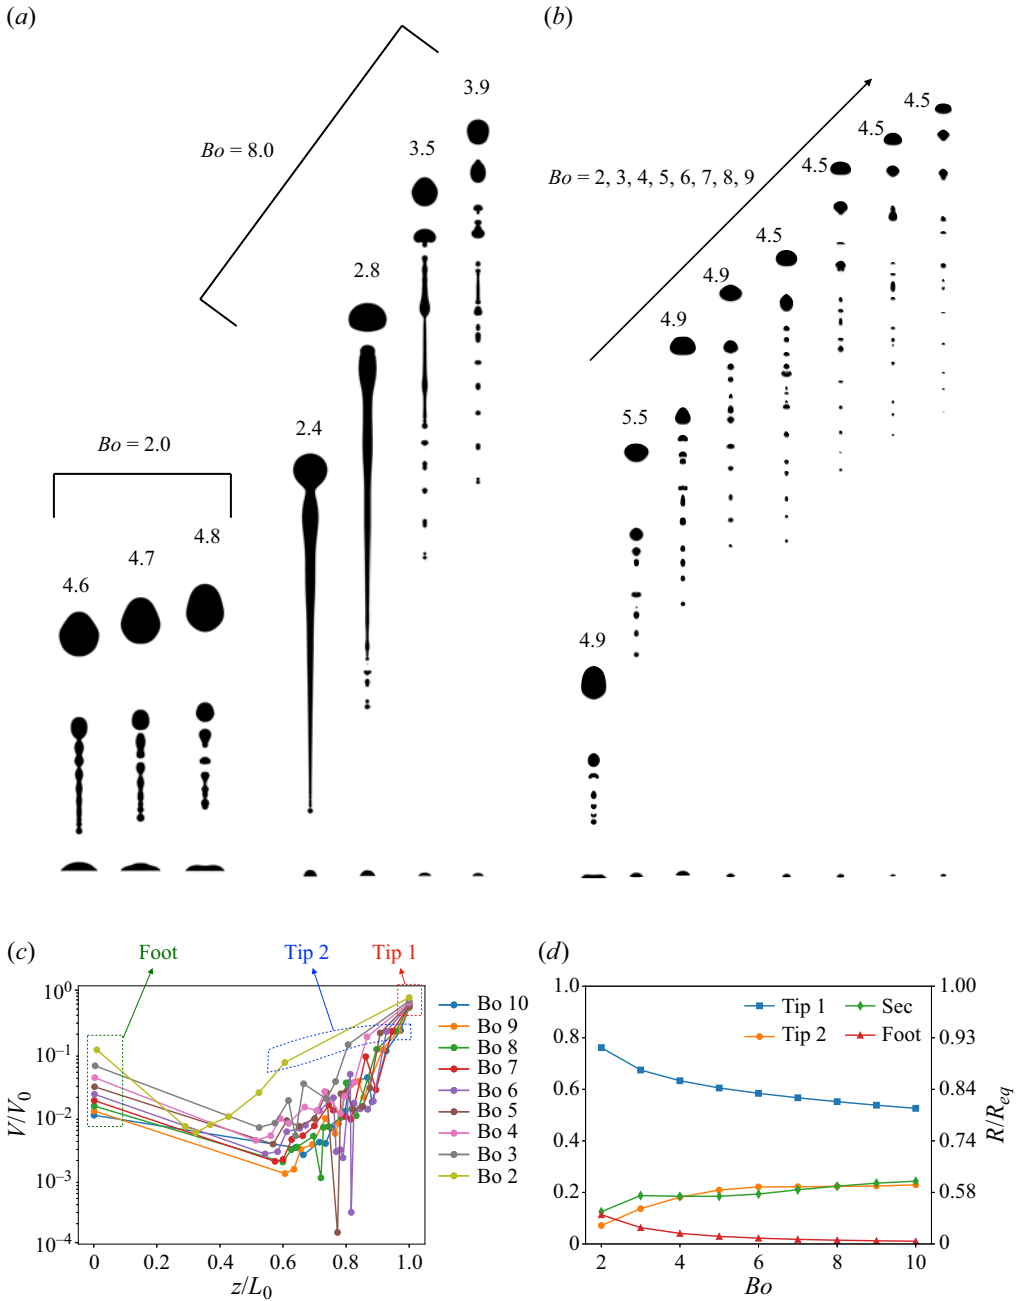 (a)
(b)
3.9
4.5
4.5
Bo = 8.0
3.5
4.5
Bo = 2, 3, 4, 5, 6, 7, 8, 9
4.5
2.8
4.9
4.9
2.4
5.5
Bo = 2.0
4.8
4.7
4.6
4.9
(c)
Foot
Tip 2
Tip 1
10^0
10^−1
10^−2
10^−3
10^−4
V/V_0
0
0.2
0.4
0.6
0.8
1.0
z/L_0
Bo 10
Bo 9
Bo 8
Bo 7
Bo 6
Bo 5
Bo 4
Bo 3
Bo 2
(d)
1.0
0.8
0.6
0.4
0.2
0
Tip 1
Tip 2
Sec
Foot
2
4
6
8
10
Bo
1.00
0.93
0.84
0.74
0.58
0
R/R_eq